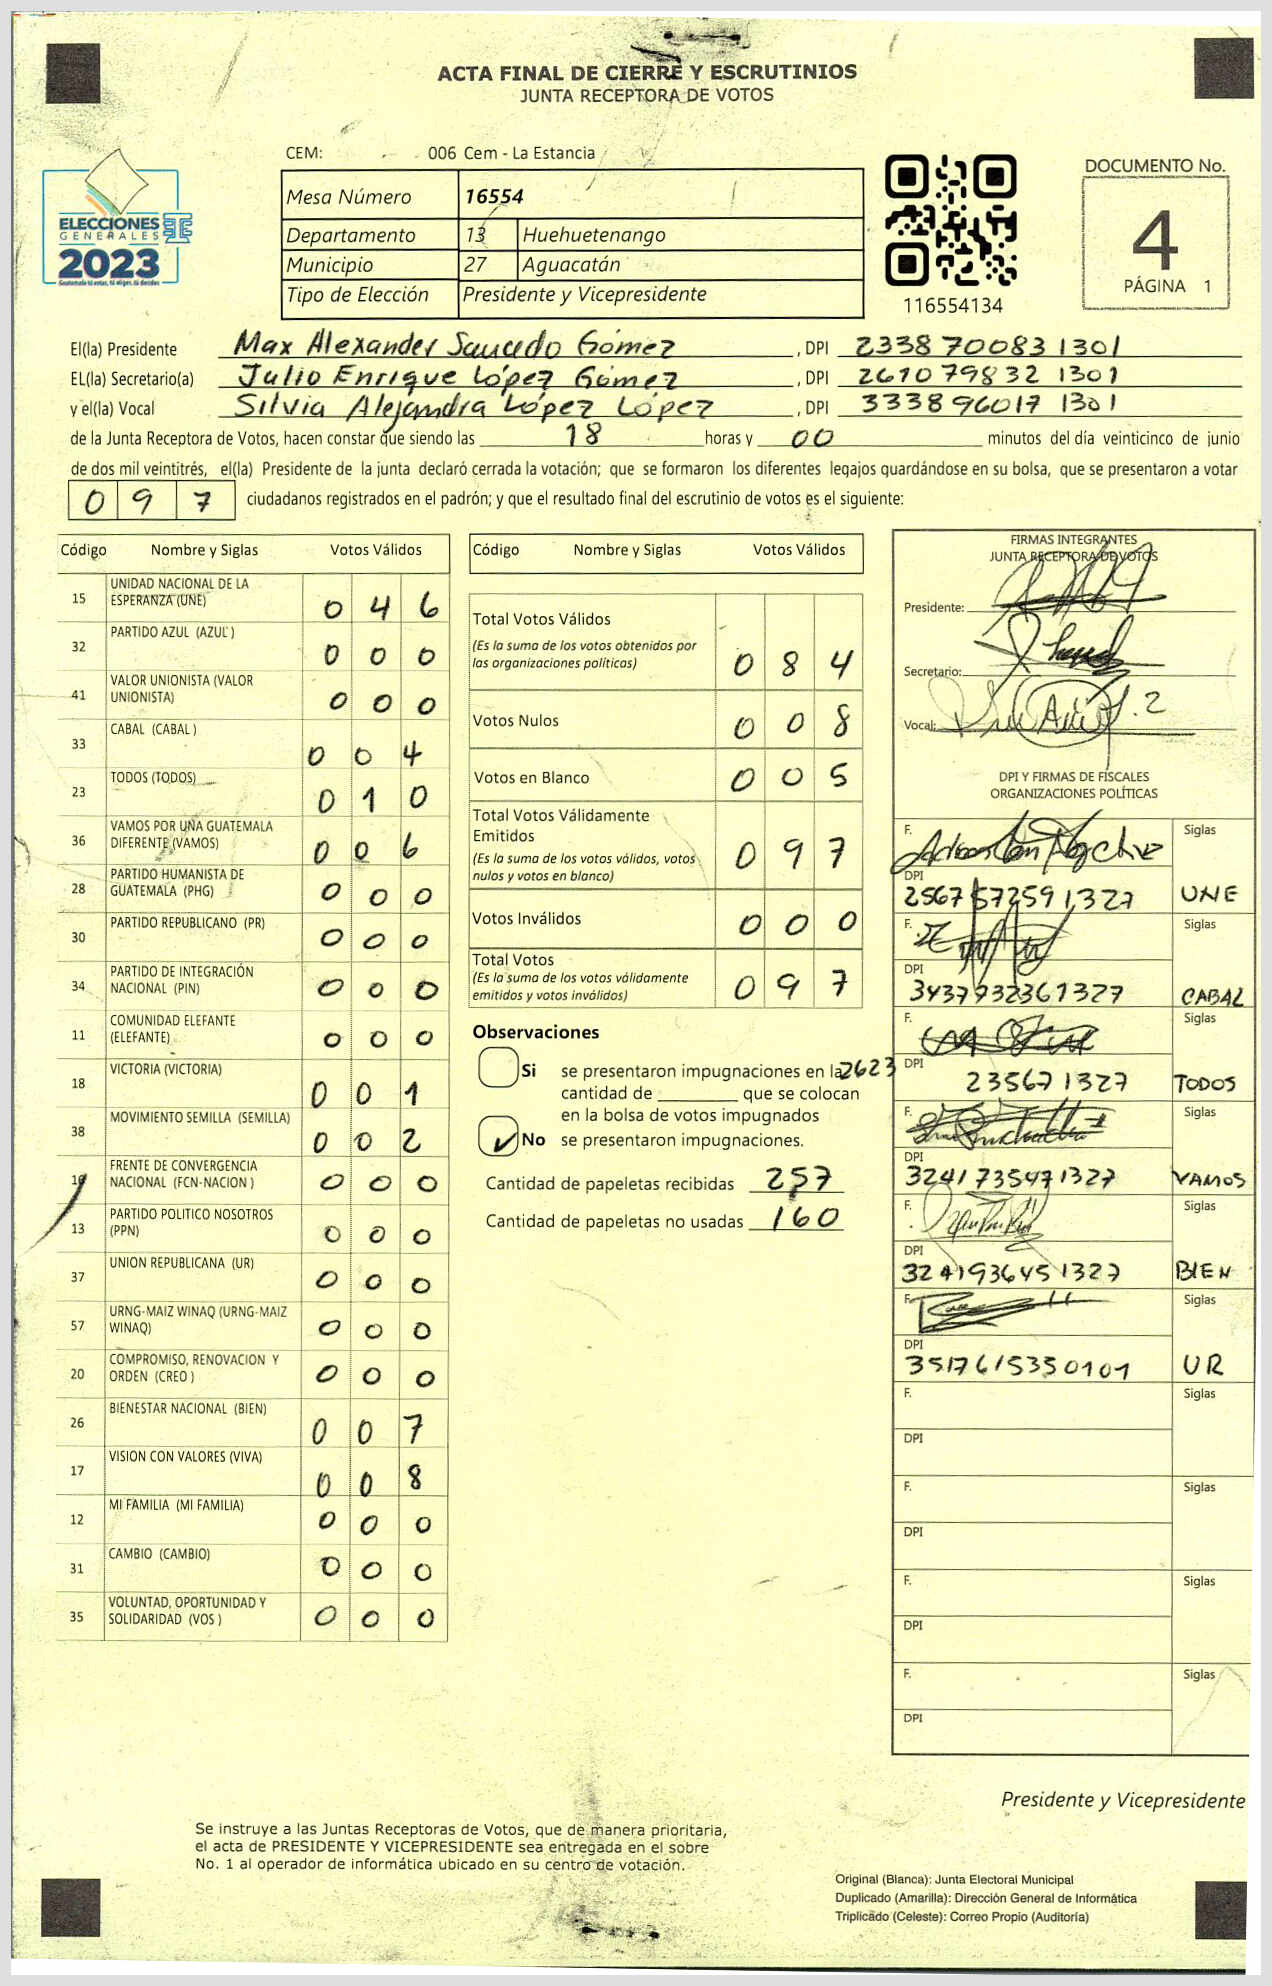 ACTA FINAL DE CIERRE Y ESCRUTINIOS
JUNTA RECEPTORA DE VOTOS
CEM: 006 Cem - La Estancia
Mesa Número 16554
Departamento 13 Huehuetenango
Municipio 27 Aguacatán
Tipo de Elección Presidente y Vicepresidente
ELECCIONES
GENERALES
2023
Guatemala tú votas, tú eliges, tú decides
116554134
DOCUMENTO No.
4
PÁGINA 1
El(la) Presidente Max Alexander Saucedo Gómez, DPI 2338 70083 1301
EL(la) Secretario(a) Julio Enrique López Gómez, DPI 2610 79832 1301
y el(la) Vocal Silvia Alejandra López López, DPI 3338 96017 1301
de la Junta Receptora de Votos, hacen constar que siendo las 18 horas y 00 minutos del día veinticinco de junio
de dos mil veintitrés, el(la) Presidente de la junta declaró cerrada la votación; que se formaron los diferentes legajos guardándose en su bolsa, que se presentaron a votar
0 9 7 ciudadanos registrados en el padrón; y que el resultado final del escrutinio de votos es el siguiente:
Código Nombre y Siglas Votos Válidos
15 UNIDAD NACIONAL DE LA ESPERANZA (UNE) 0 4 6
32 PARTIDO AZUL (AZUL ) 0 0 0
41 VALOR UNIONISTA (VALOR UNIONISTA) 0 0 0
33 CABAL (CABAL ) 0 0 4
23 TODOS (TODOS) 0 1 0
36 VAMOS POR UNA GUATEMALA DIFERENTE (VAMOS) 0 0 6
28 PARTIDO HUMANISTA DE GUATEMALA (PHG) 0 0 0
30 PARTIDO REPUBLICANO (PR) 0 0 0
34 PARTIDO DE INTEGRACIÓN NACIONAL (PIN) 0 0 0
11 COMUNIDAD ELEFANTE (ELEFANTE) 0 0 0
18 VICTORIA (VICTORIA) 0 0 1
38 MOVIMIENTO SEMILLA (SEMILLA) 0 0 2
16 FRENTE DE CONVERGENCIA NACIONAL (FCN-NACION ) 0 0 0
13 PARTIDO POLITICO NOSOTROS (PPN) 0 0 0
37 UNION REPUBLICANA (UR) 0 0 0
57 URNG-MAIZ WINAQ (URNG-MAIZ WINAQ) 0 0 0
20 COMPROMISO, RENOVACION Y ORDEN (CREO ) 0 0 0
26 BIENESTAR NACIONAL (BIEN) 0 0 7
17 VISION CON VALORES (VIVA) 0 0 8
12 MI FAMILIA (MI FAMILIA) 0 0 0
31 CAMBIO (CAMBIO) 0 0 0
35 VOLUNTAD, OPORTUNIDAD Y SOLIDARIDAD (VOS ) 0 0 0
Código Nombre y Siglas Votos Válidos
Total Votos Válidos 0 8 4
(Es la suma de los votos obtenidos por
las organizaciones políticas)
Votos Nulos 0 0 8
Votos en Blanco 0 0 5
Total Votos Válidamente
Emitidos 0 9 7
(Es la suma de los votos válidos, votos
nulos y votos en blanco)
Votos Inválidos 0 0 0
Total Votos 0 9 7
(Es la suma de los votos válidamente
emitidos y votos inválidos)
Observaciones
Si se presentaron impugnaciones en la
cantidad de ________ que se colocan
en la bolsa de votos impugnados
No se presentaron impugnaciones.
Cantidad de papeletas recibidas 257
Cantidad de papeletas no usadas 160
FIRMAS INTEGRANTES
JUNTA RECEPTORA DE VOTOS
Presidente:
Secretario:
Vocal:
DPI Y FIRMAS DE FISCALES
ORGANIZACIONES POLÍTICAS
F. Siglas
DPI 2567572591327 UNE
F. Siglas
DPI 3437932361327 CABAL
F. Siglas
2623
DPI 235671327 TODOS
F. Siglas
DPI 3241735471327 VAMOS
F. Siglas
DPI 3241936451327 BIEN
F. Siglas
DPI 3517615350101 UR
F. Siglas
DPI
F. Siglas
DPI
F. Siglas
DPI
F. Siglas
DPI
Presidente y Vicepresidente
Se instruye a las Juntas Receptoras de Votos, que de manera prioritaria,
el acta de PRESIDENTE Y VICEPRESIDENTE sea entregada en el sobre
No. 1 al operador de informática ubicado en su centro de votación.
Original (Blanca): Junta Electoral Municipal
Duplicado (Amarilla): Dirección General de Informática
Triplicado (Celeste): Correo Propio (Auditoría)